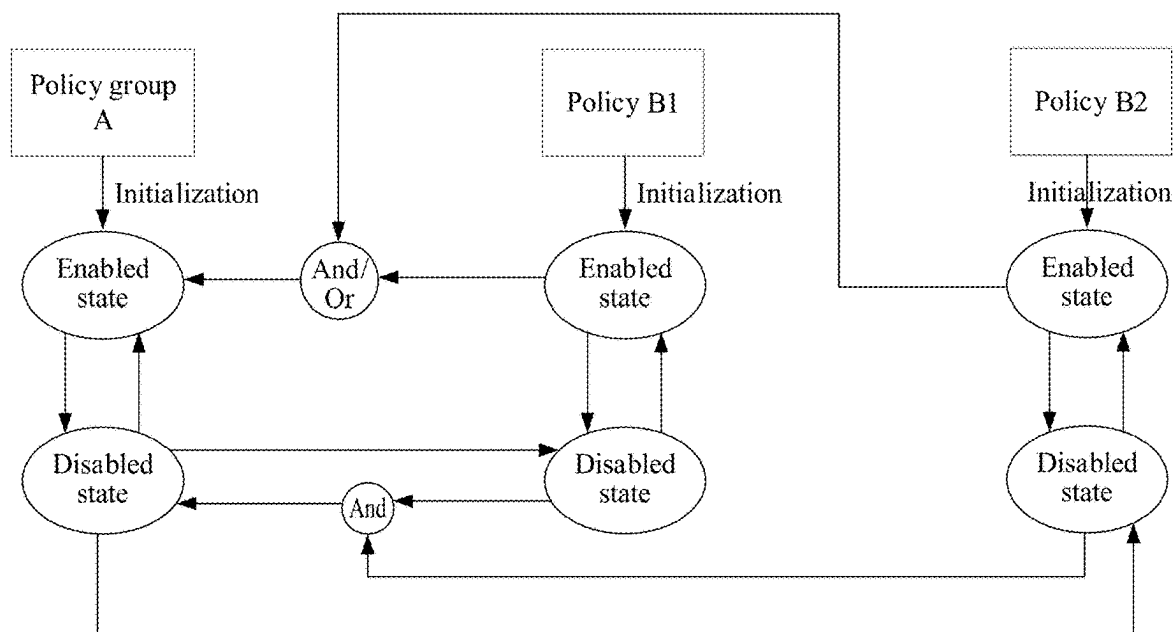 Policy group
A
Policy B1
Policy B2
Initialization
Initialization
Initialization
Enabled
state
And/
Or
Enabled
state
Enabled
state
Disabled
state
And
Disabled
state
Disabled
state